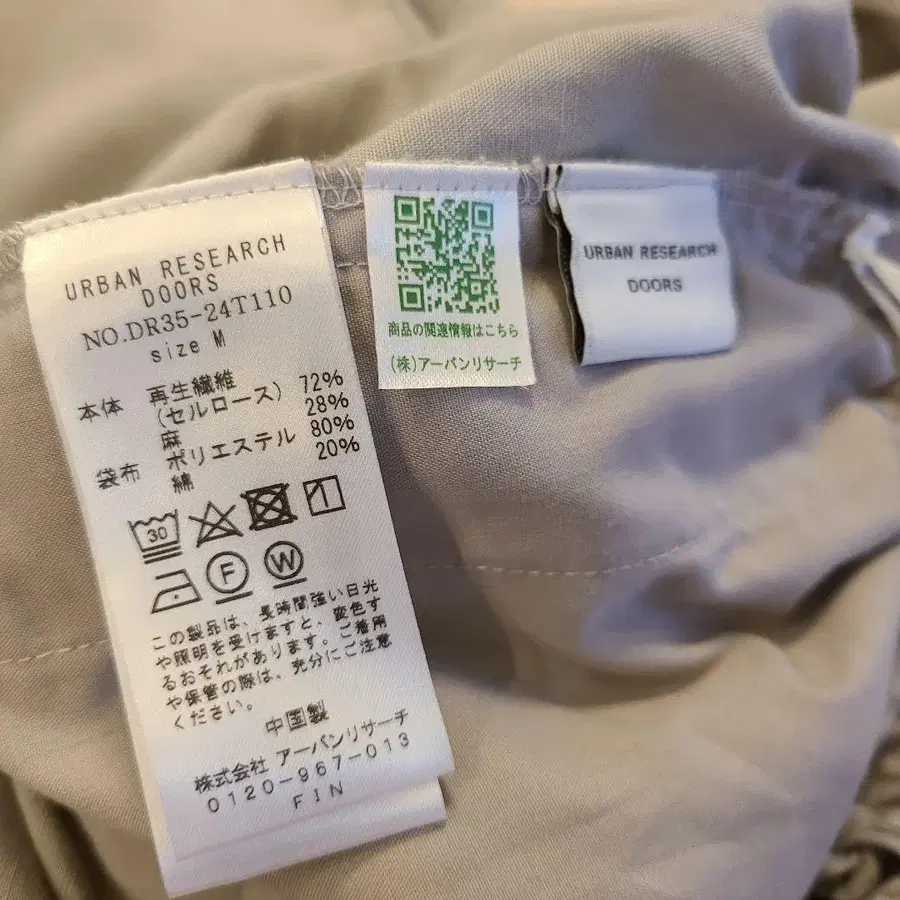 URBAN RESEARCH
DOORS
NO.DR35-24T110
size M
本体 再生繊維 72%
(セルロース) 28%
麻 80%
袋布 ポリエステル 20%
綿
30
F
W
この製品は、長時間強い日光
や照明を受けますと、変色す
るおそれがあります。ご着用
や保管の際は、充分にご注意
ください。
中国製
株式会社 アーバンリサーチ
0120-967-013
FIN
商品の関連情報はこちら
(株)アーバンリサーチ
URBAN RESEARCH
DOORS